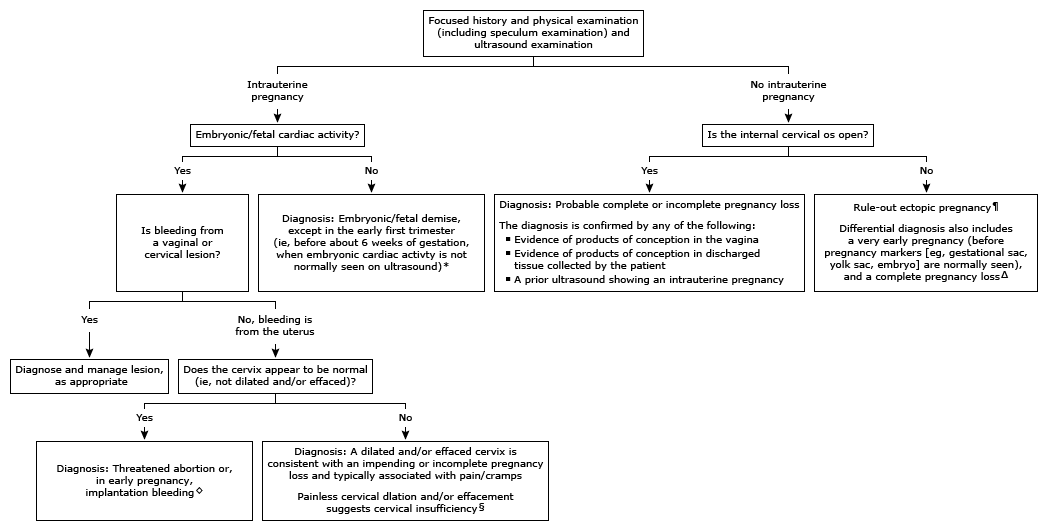 Focused history and physical examination
(including speculum examination) and
ultrasound examination
Intrauterine
pregnancy
No intrauterine
pregnancy
Embryonic/fetal cardiac activity?
Is the internal cervical os open?
Yes
No
Yes
No
Is bleeding from
a vaginal or
cervical lesion?
Diagnosis: Embryonic/fetal demise,
except in the early first trimester
(ie, before about 6 weeks of gestation,
when embryonic cardiac activty is not
normally seen on ultrasound)*
Diagnosis: Probable complete or incomplete pregnancy loss
The diagnosis is confirmed by any of the following:
▪ Evidence of products of conception in the vagina
▪ Evidence of products of conception in discharged
tissue collected by the patient
▪ A prior ultrasound showing an intrauterine pregnancy
Rule-out ectopic pregnancy¶
Differential diagnosis also includes
a very early pregnancy (before
pregnancy markers [eg, gestational sac,
yolk sac, embryo] are normally seen),
and a complete pregnancy lossΔ
Yes
No, bleeding is
from the uterus
Diagnose and manage lesion,
as appropriate
Does the cervix appear to be normal
(ie, not dilated and/or effaced)?
Yes
No
Diagnosis: Threatened abortion or,
in early pregnancy,
implantation bleeding◇
Diagnosis: A dilated and/or effaced cervix is
consistent with an impending or incomplete pregnancy
loss and typically associated with pain/cramps
Painless cervical dlation and/or effacement
suggests cervical insufficiency§